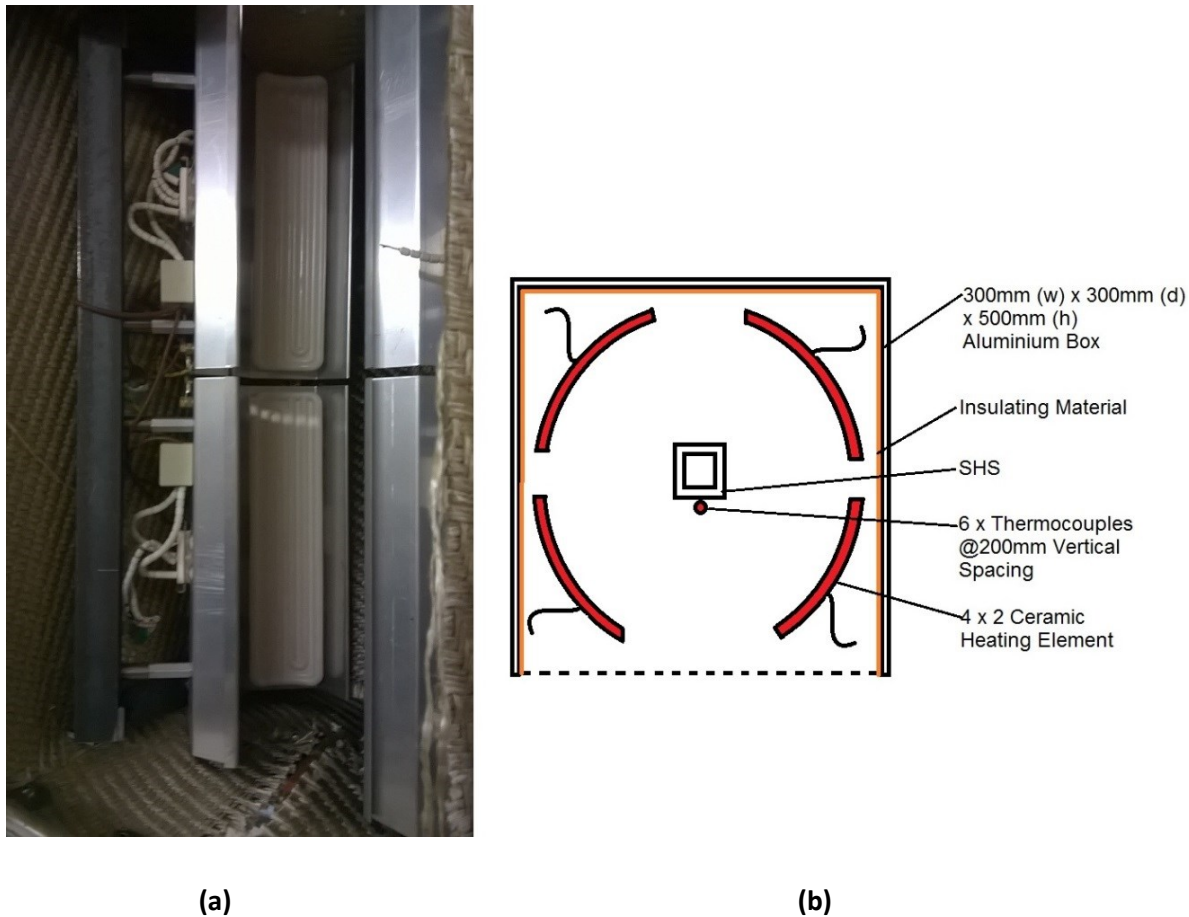 300mm (w) x 300mm (d)
x 500mm (h)
Aluminium Box
Insulating Material
SHS
6 x Thermocouples
@200mm Vertical
Spacing
4 x 2 Ceramic
Heating Element
(a)
(b)